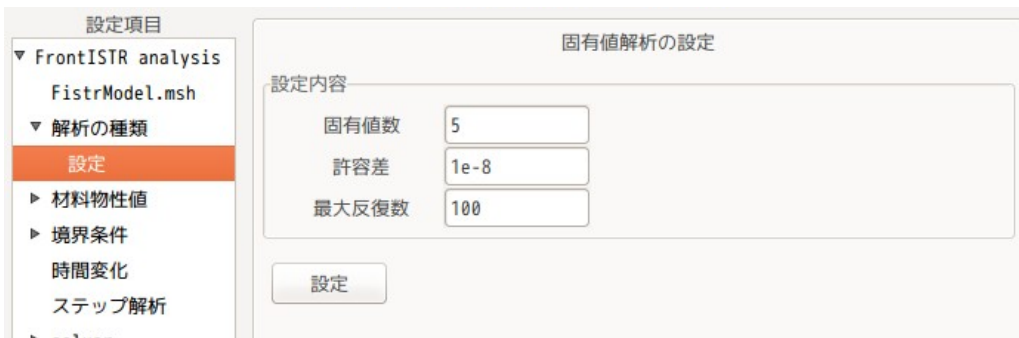 設定項目
FrontISTR analysis
FistrModel.msh
解析の種類
設定
材料物性値
境界条件
時間変化
ステップ解析
固有値解析の設定
設定内容
固有値数 5
許容差 1e-8
最大反復数 100
設定